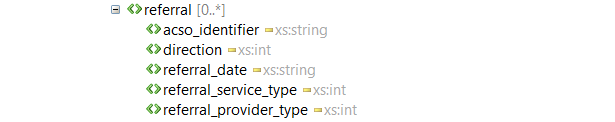 referral [0..*]
acso_identifier xs:string
direction xs:int
referral_date xs:string
referral_service_type xs:int
referral_provider_type xs:int